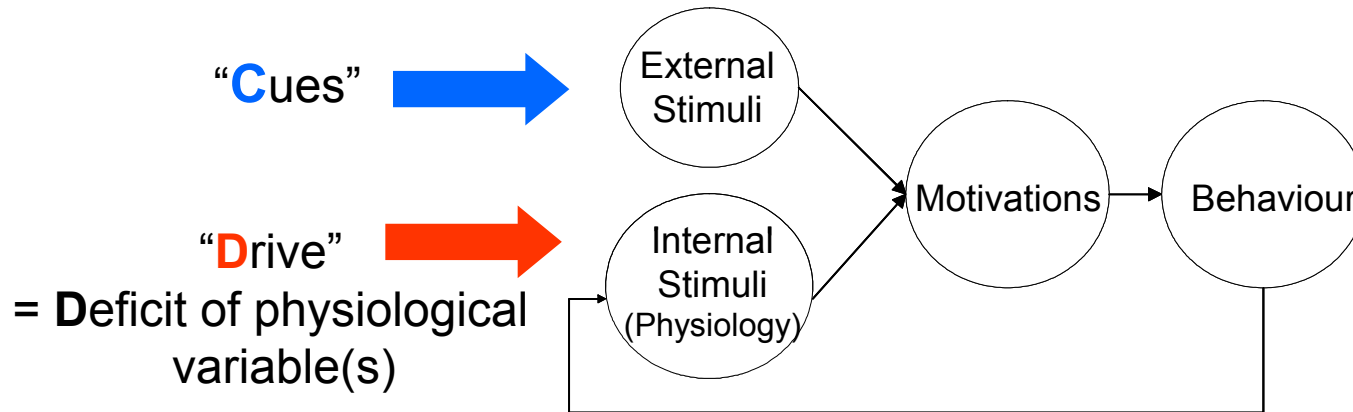 “Cues”
External
Stimuli
“Drive”
= Deficit of physiological
variable(s)
Internal
Stimuli
(Physiology)
Motivations
Behaviour